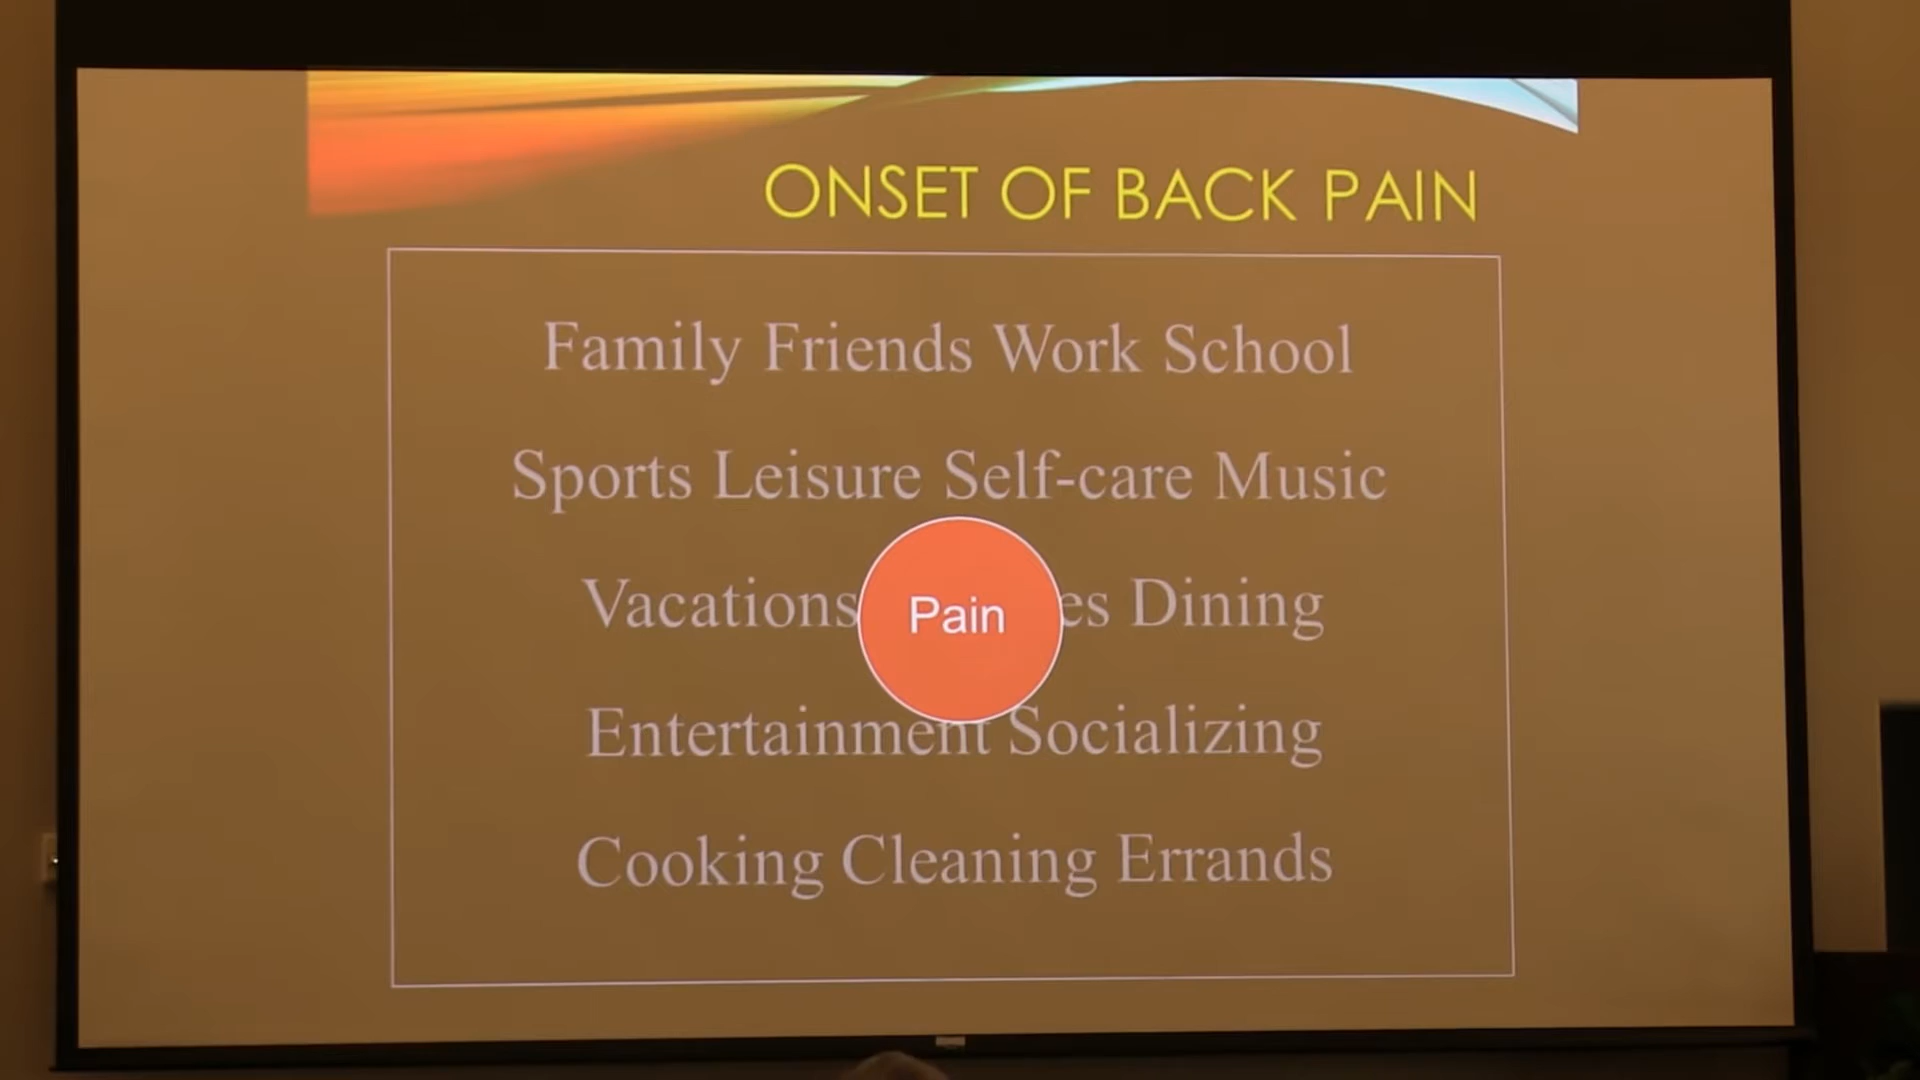 ONSET OF BACK PAIN
Family Friends Work School
Sports Leisure Self-care Music
Vacations Dining
Pain
Entertainment Socializing
Cooking Cleaning Errands